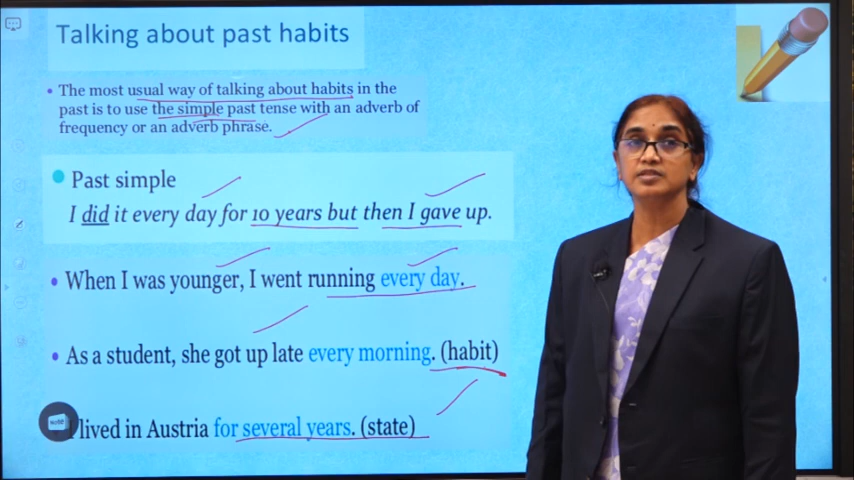 Talking about past habits
• The most usual way of talking about habits in the
past is to use the simple past tense with an adverb of
frequency or an adverb phrase.
Past simple
I did it every day for 10 years but then I gave up.
• When I was younger, I went running every day.
• As a student, she got up late every morning. (habit)
I lived in Austria for several years. (state)